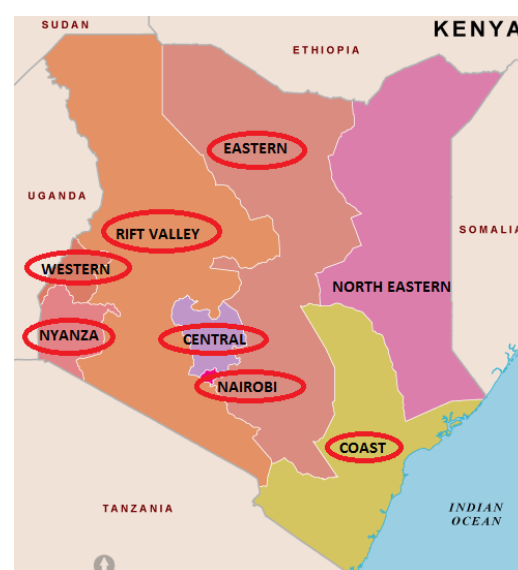 SUDAN
KENYA
ETHIOPIA
EASTERN
UGANDA
RIFT VALLEY
SOMALIA
WESTERN
NORTH EASTERN
NYANZA
CENTRAL
NAIROBI
COAST
TANZANIA
INDIAN
OCEAN